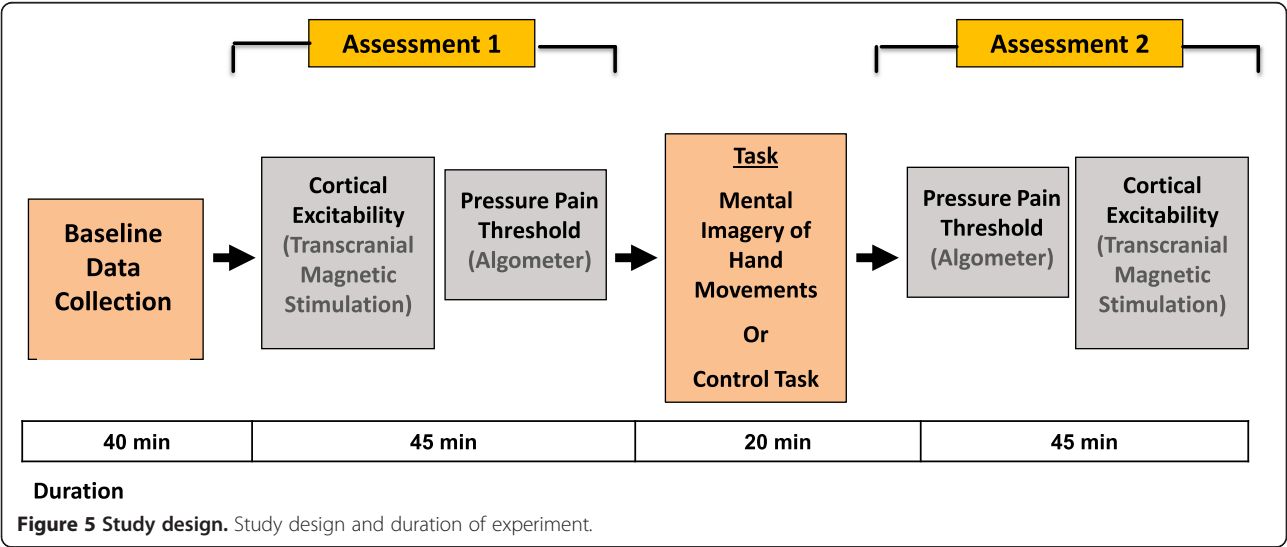 Assessment 1
Assessment 2
Baseline
Data
Collection
Cortical
Excitability
(Transcranial
Magnetic
Stimulation)
Pressure Pain
Threshold
(Algometer)
Task
Mental
Imagery of
Hand
Movements
Or
Control Task
Pressure Pain
Threshold
(Algometer)
Cortical
Excitability
(Transcranial
Magnetic
Stimulation)
40 min
45 min
20 min
45 min
Duration
Figure 5 Study design. Study design and duration of experiment.